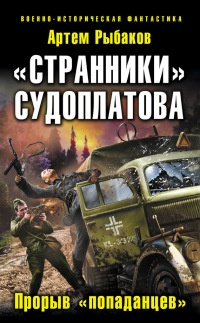 ВОЕННО-ИСТОРИЧЕСКАЯ ФАНТАСТИКА
Артем Рыбаков
«СТРАННИКИ»
СУДОПЛАТОВА
Прорыв «попаданцев»